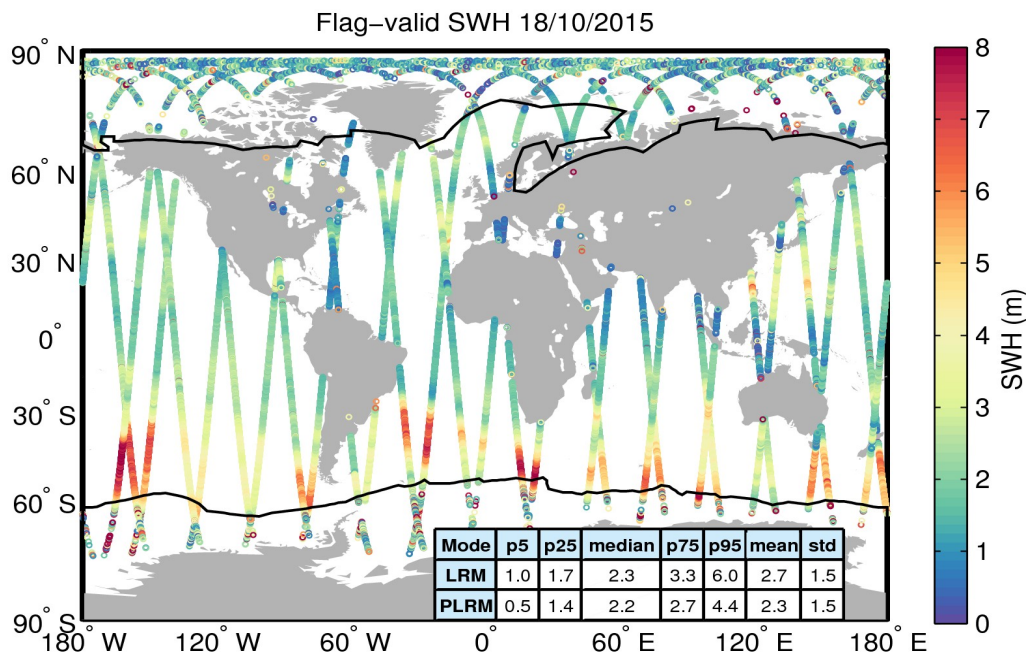 Flag−valid SWH 18/10/2015
90° N
60° N
30° N
0°
30° S
60° S
90° S
180° W
120° W
60° W
0°
60° E
120° E
180° E
Mode p5 p25 median p75 p95 mean std
LRM 1.0 1.7 2.3 3.3 6.0 2.7 1.5
PLRM 0.5 1.4 2.2 2.7 4.4 2.3 1.5
8
7
6
5
4
3
2
1
0
SWH (m)